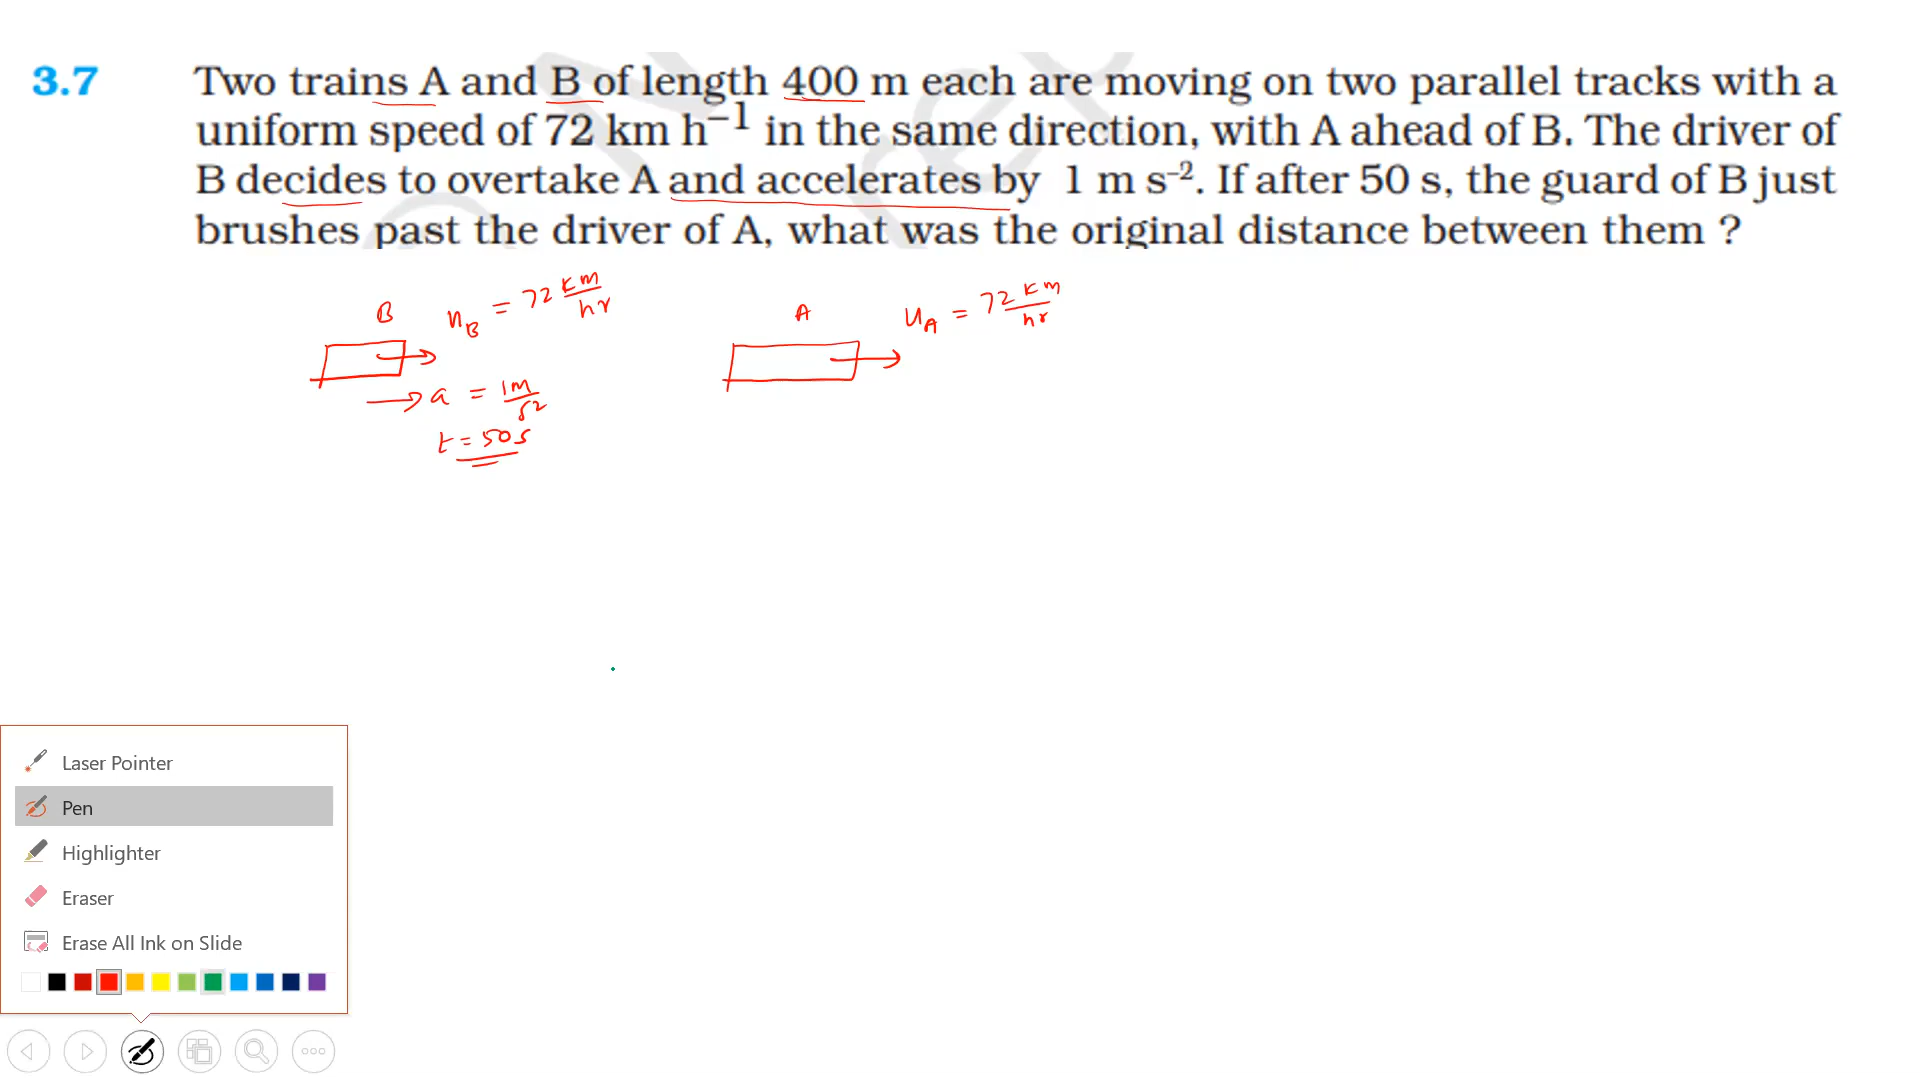 3.7 Two trains A and B of length 400 m each are moving on two parallel tracks with a
uniform speed of 72 km h⁻¹ in the same direction, with A ahead of B. The driver of
B decides to overtake A and accelerates by 1 m s⁻². If after 50 s, the guard of B just
brushes past the driver of A, what was the original distance between them ?
B u_B = 72 km/hr
A u_A = 72 km/hr
a = 1m/s²
t = 50s
Laser Pointer
Pen
Highlighter
Eraser
Erase All Ink on Slide